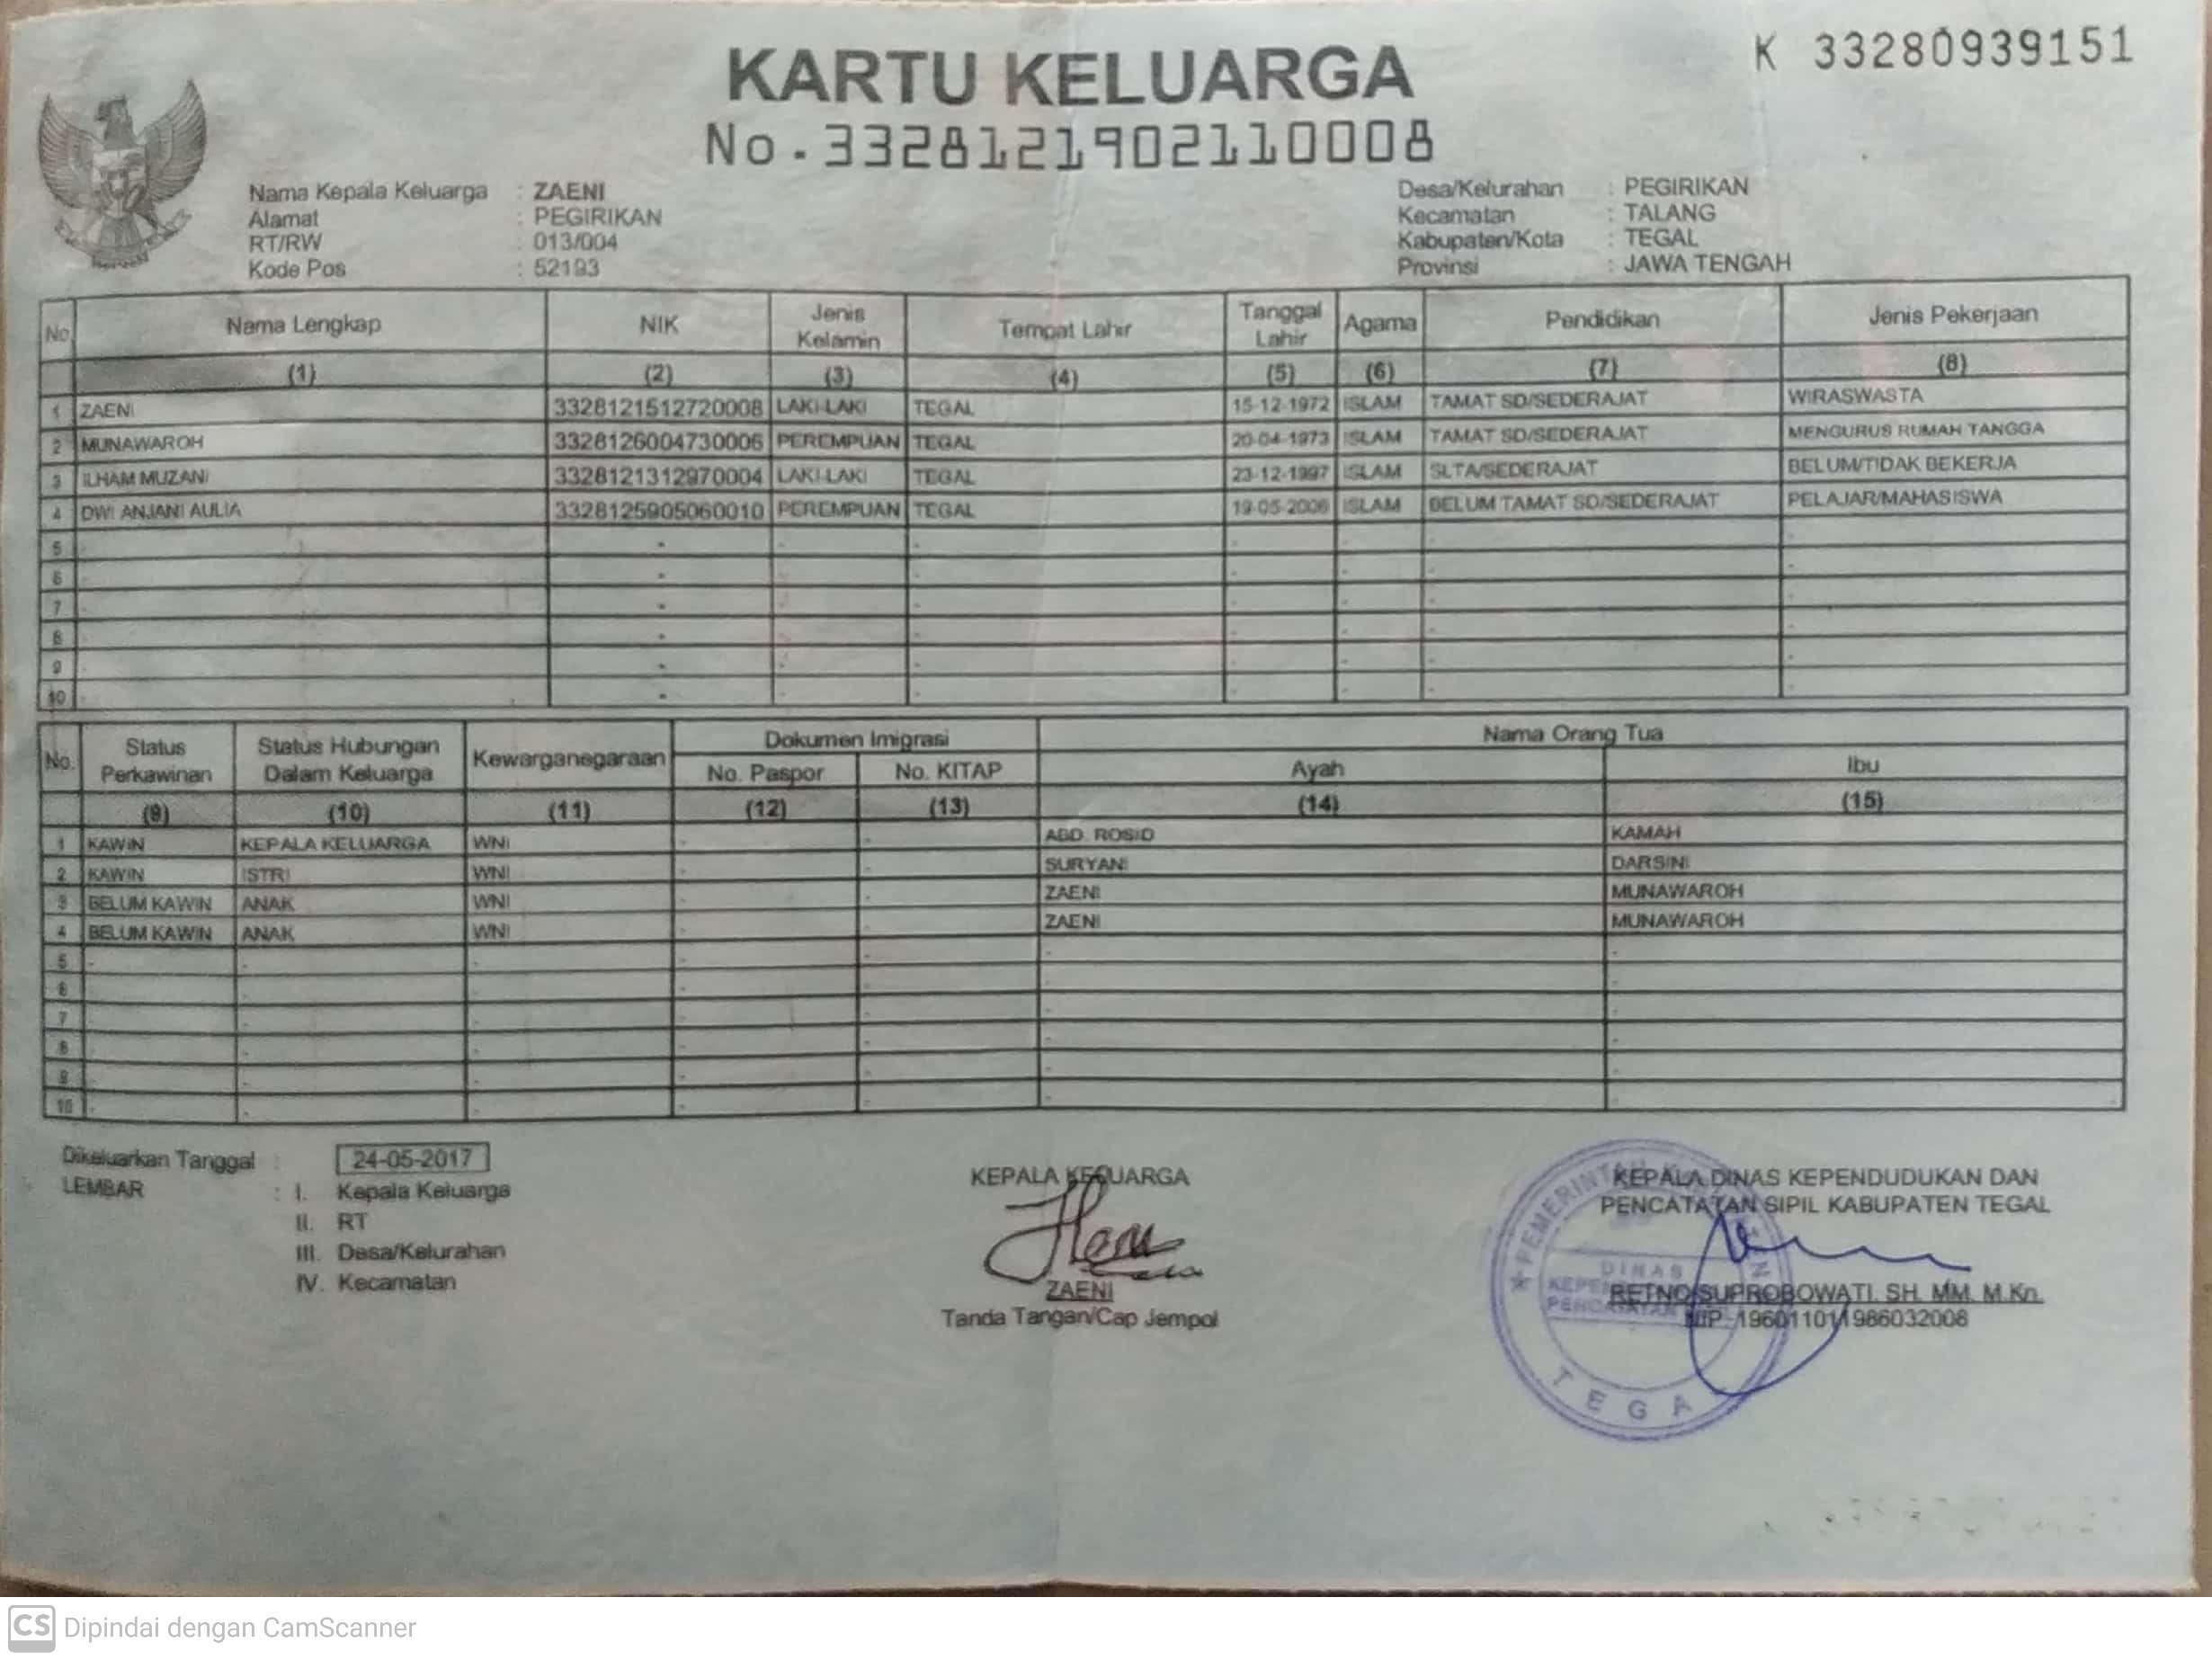 K 33280939151
KARTU KELUARGA
No. 3328121902110008
Nama Kepala Keluarga : ZAENI
Alamat : PEGIRIKAN
RT/RW : 013/004
Kode Pos : 52193
Desa/Kelurahan : PEGIRIKAN
Kecamatan : TALANG
Kabupaten/Kota : TEGAL
Provinsi : JAWA TENGAH
No Nama Lengkap NIK Jenis Kelamin Tempat Lahir Tanggal Lahir Agama Pendidikan Jenis Pekerjaan
(1) (2) (3) (4) (5) (6) (7) (8)
1 ZAENI 3328121512720008 LAKI-LAKI TEGAL 15-12-1972 ISLAM TAMAT SD/SEDERAJAT WIRASWASTA
2 MUNAWAROH 3328126004730006 PEREMPUAN TEGAL 20-04-1973 ISLAM TAMAT SD/SEDERAJAT MENGURUS RUMAH TANGGA
3 ILHAM MUZANI 3328121312970004 LAKI-LAKI TEGAL 23-12-1997 ISLAM SLTA/SEDERAJAT BELUM/TIDAK BEKERJA
4 DWI ANJANI AULIA 3328125905060010 PEREMPUAN TEGAL 19-05-2006 ISLAM BELUM TAMAT SD/SEDERAJAT PELAJAR/MAHASISWA
5 - - - - - - - -
6 - - - - - - - -
7 - - - - - - - -
8 - - - - - - - -
9 - - - - - - - -
10 - - - - - - - -
No. Status Perkawinan Status Hubungan Dalam Keluarga Kewarganegaraan Dokumen Imigrasi Nama Orang Tua
No. Paspor No. KITAP Ayah Ibu
(9) (10) (11) (12) (13) (14) (15)
1 KAWIN KEPALA KELUARGA WNI - - ABD. ROSID KAMAH
2 KAWIN ISTRI WNI - - SURYANI DARSINI
3 BELUM KAWIN ANAK WNI - - ZAENI MUNAWAROH
4 BELUM KAWIN ANAK WNI - - ZAENI MUNAWAROH
5 - - - - - - -
6 - - - - - - -
7 - - - - - - -
8 - - - - - - -
9 - - - - - - -
10 - - - - - - -
Dikeluarkan Tanggal : 24-05-2017
LEMBAR : I. Kepala Keluarga
II. RT
III. Desa/Kelurahan
IV. Kecamatan
KEPALA KELUARGA
ZAENI
Tanda Tangan/Cap Jempol
KEPALA DINAS KEPENDUDUKAN DAN
PENCATATAN SIPIL KABUPATEN TEGAL
RETNO SUPROBOWATI, SH, MM, M.Kn.
NIP. 196011011986032008
PEMERINTAH
DINAS
TEGA
CS Dipindai dengan CamScanner